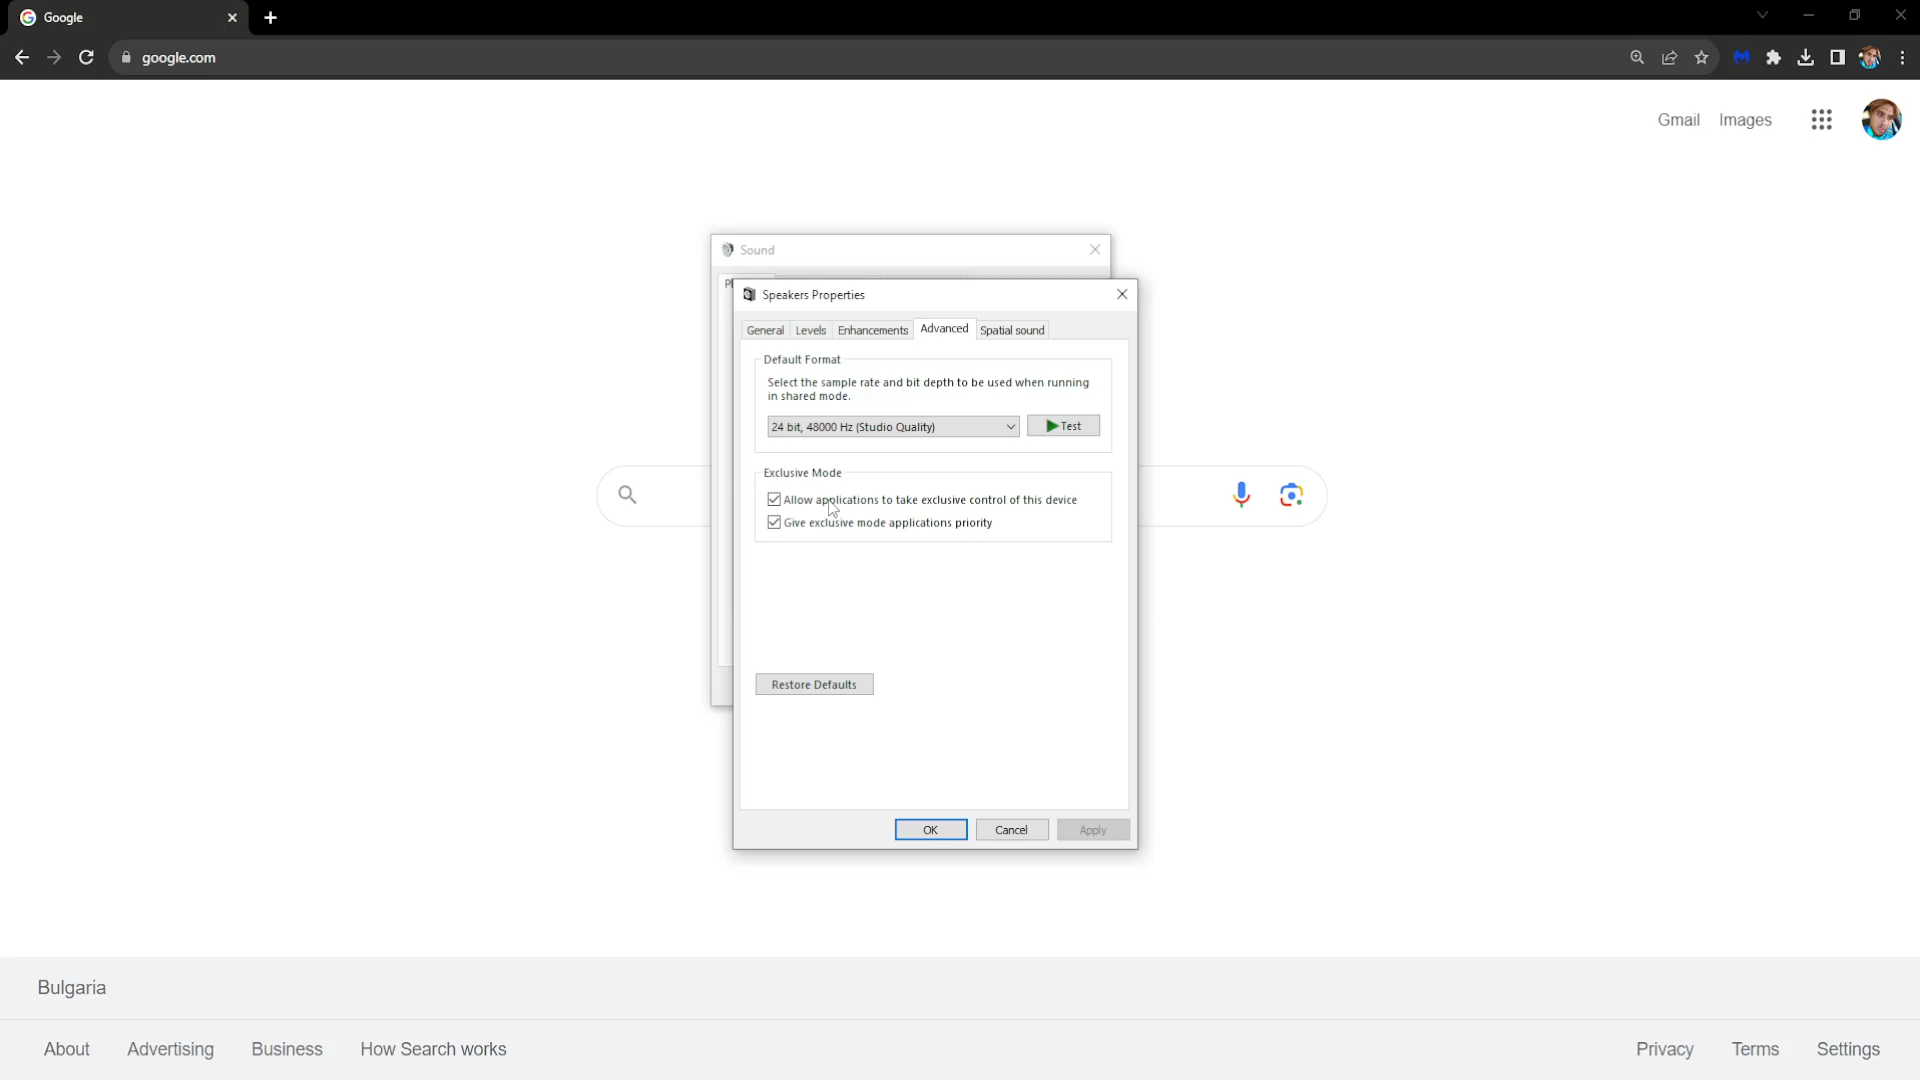 Google
google.com
Gmail
Images
Sound
Speakers Properties
General
Levels
Enhancements
Advanced
Spatial sound
Default Format
Select the sample rate and bit depth to be used when running
in shared mode.
24 bit, 48000 Hz (Studio Quality)
Test
Exclusive Mode
Allow applications to take exclusive control of this device
Give exclusive mode applications priority
Restore Defaults
OK
Cancel
Apply
Bulgaria
About
Advertising
Business
How Search works
Privacy
Terms
Settings